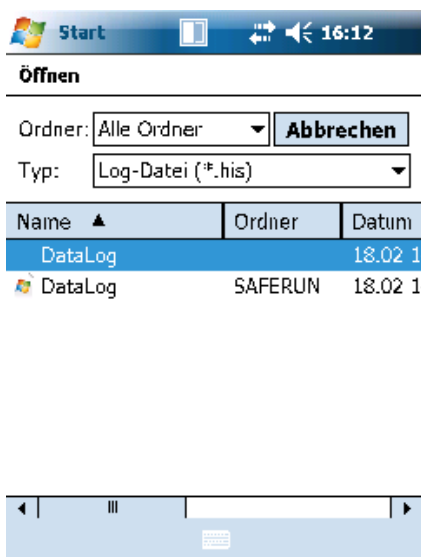 Start 16:12
Öffnen
Ordner: Alle Ordner Abbrechen
Typ: Log-Datei (*.his)
Name Ordner Datum
DataLog 18.02 1
DataLog SAFERUN 18.02 1